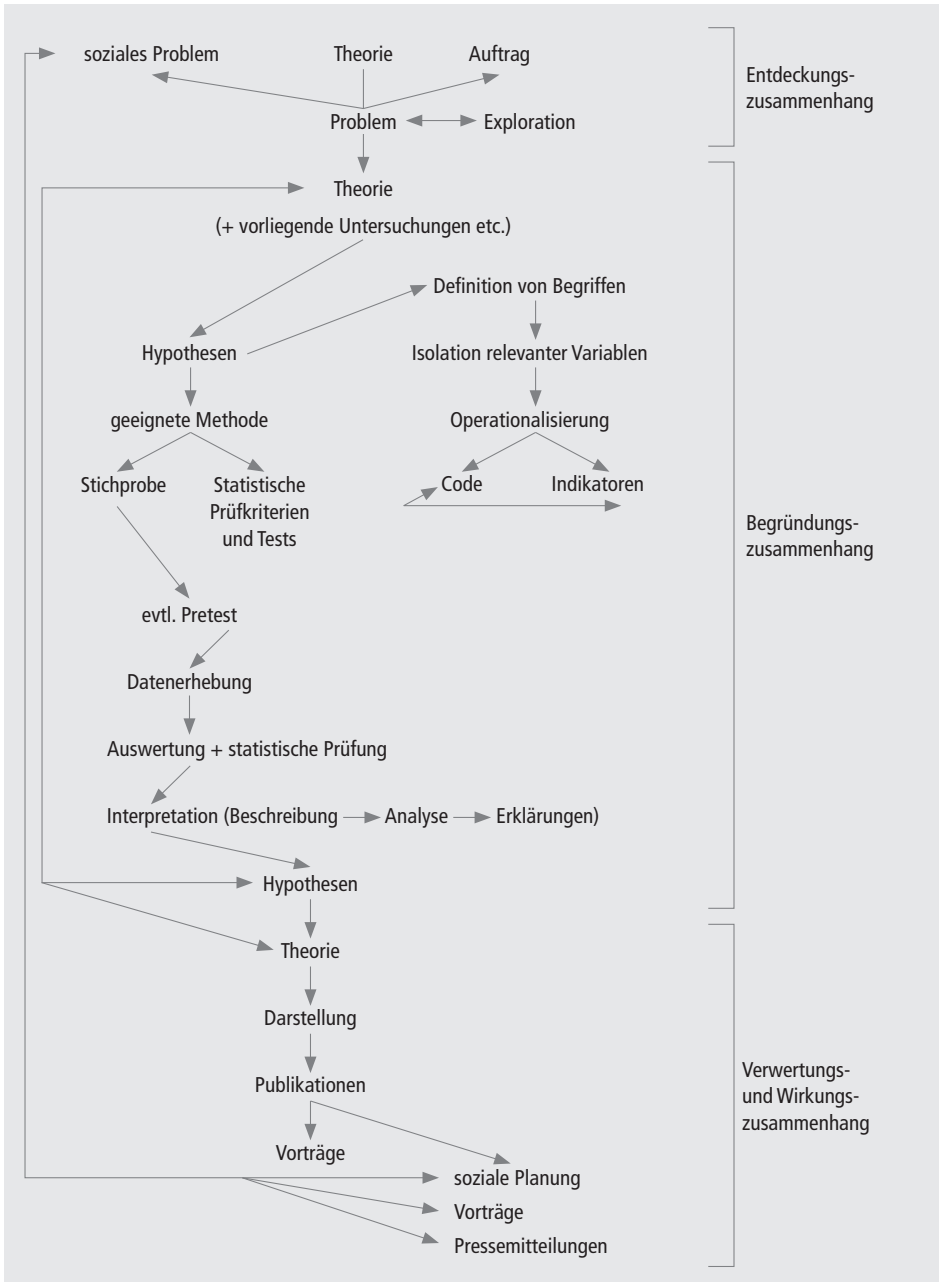 soziales Problem
Theorie
Auftrag
Entdeckungs-
zusammenhang
Problem
Exploration
Theorie
(+ vorliegende Untersuchungen etc.)
Definition von Begriffen
Hypothesen
Isolation relevanter Variablen
geeignete Methode
Operationalisierung
Stichprobe
Statistische
Prüfkriterien
und Tests
Code
Indikatoren
Begründungs-
zusammenhang
evtl. Pretest
Datenerhebung
Auswertung + statistische Prüfung
Interpretation (Beschreibung Analyse Erklärungen)
Hypothesen
Theorie
Darstellung
Publikationen
Verwertungs-
und Wirkungs-
zusammenhang
Vorträge
soziale Planung
Vorträge
Pressemitteilungen